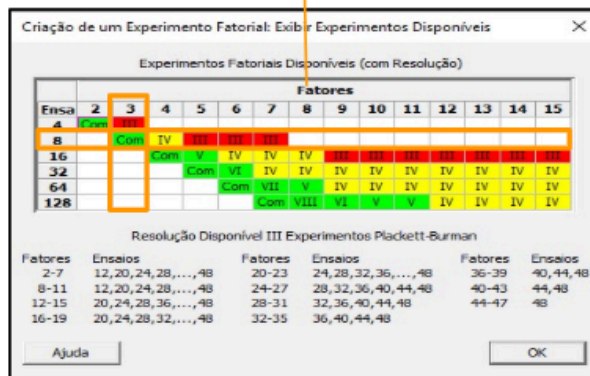 Criação de um Experimento Fatorial: Exibir Experimentos Disponíveis
Experimentos Fatoriais Disponíveis (com Resolução)
Fatores
Ensa 2 3 4 5 6 7 8 9 10 11 12 13 14 15
4 Com III
8 Com IV III III III
16 Com V IV IV IV III III III III III III III
32 Com VI IV IV IV IV IV IV IV IV IV
64 Com VII V IV IV IV IV IV IV IV
128 Com VIII VI V V IV IV IV IV
Resolução Disponível III Experimentos Plackett-Burman
Fatores Ensaios Fatores Ensaios Fatores Ensaios
2-7 12,20,24,28,...,48 20-23 24,28,32,36,...,48 36-39 40,44,48
8-11 12,20,24,28,...,48 24-27 28,32,36,40,44,48 40-43 44,48
12-15 20,24,28,36,...,48 28-31 32,36,40,44,48 44-47 48
16-19 20,24,28,32,...,48 32-35 36,40,44,48
Ajuda OK